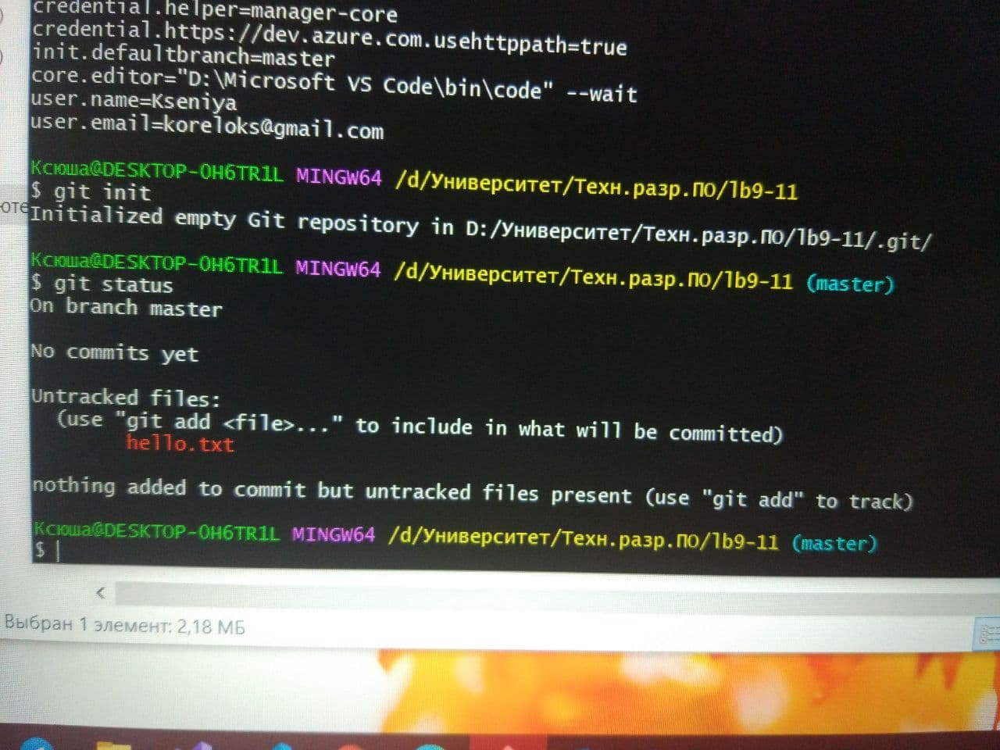 credential.helper=manager-core
credential.https://dev.azure.com.usehttppath=true
init.defaultbranch=master
core.editor="D:\Microsoft VS Code\bin\code" --wait
user.name=Kseniya
user.email=koreloks@gmail.com
Ксюша@DESKTOP-OH6TR1L MINGW64 /d/Университет/Техн.разр.ПО/lb9-11
$ git init
Initialized empty Git repository in D:/Университет/Техн.разр.ПО/lb9-11/.git/
Ксюша@DESKTOP-OH6TR1L MINGW64 /d/Университет/Техн.разр.ПО/lb9-11 (master)
$ git status
On branch master
No commits yet
Untracked files:
(use "git add <file>..." to include in what will be committed)
hello.txt
nothing added to commit but untracked files present (use "git add" to track)
Ксюша@DESKTOP-OH6TR1L MINGW64 /d/Университет/Техн.разр.ПО/lb9-11 (master)
$
Выбран 1 элемент: 2,18 МБ